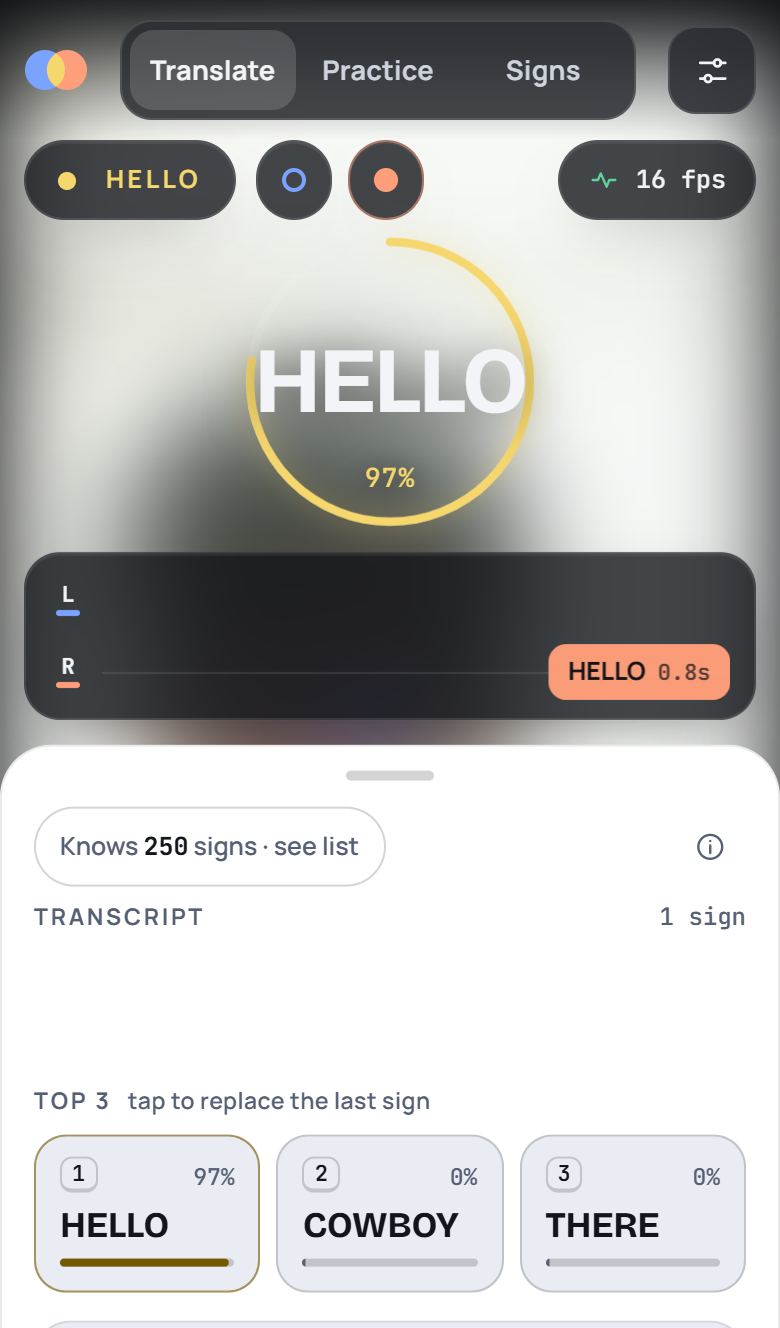 Translate Practice Signs
HELLO 16 fps
HELLO
97%
L
R HELLO 0.8s
Knows 250 signs · see list
TRANSCRIPT 1 sign
TOP 3 tap to replace the last sign
1 97% 2 0% 3 0%
HELLO COWBOY THERE